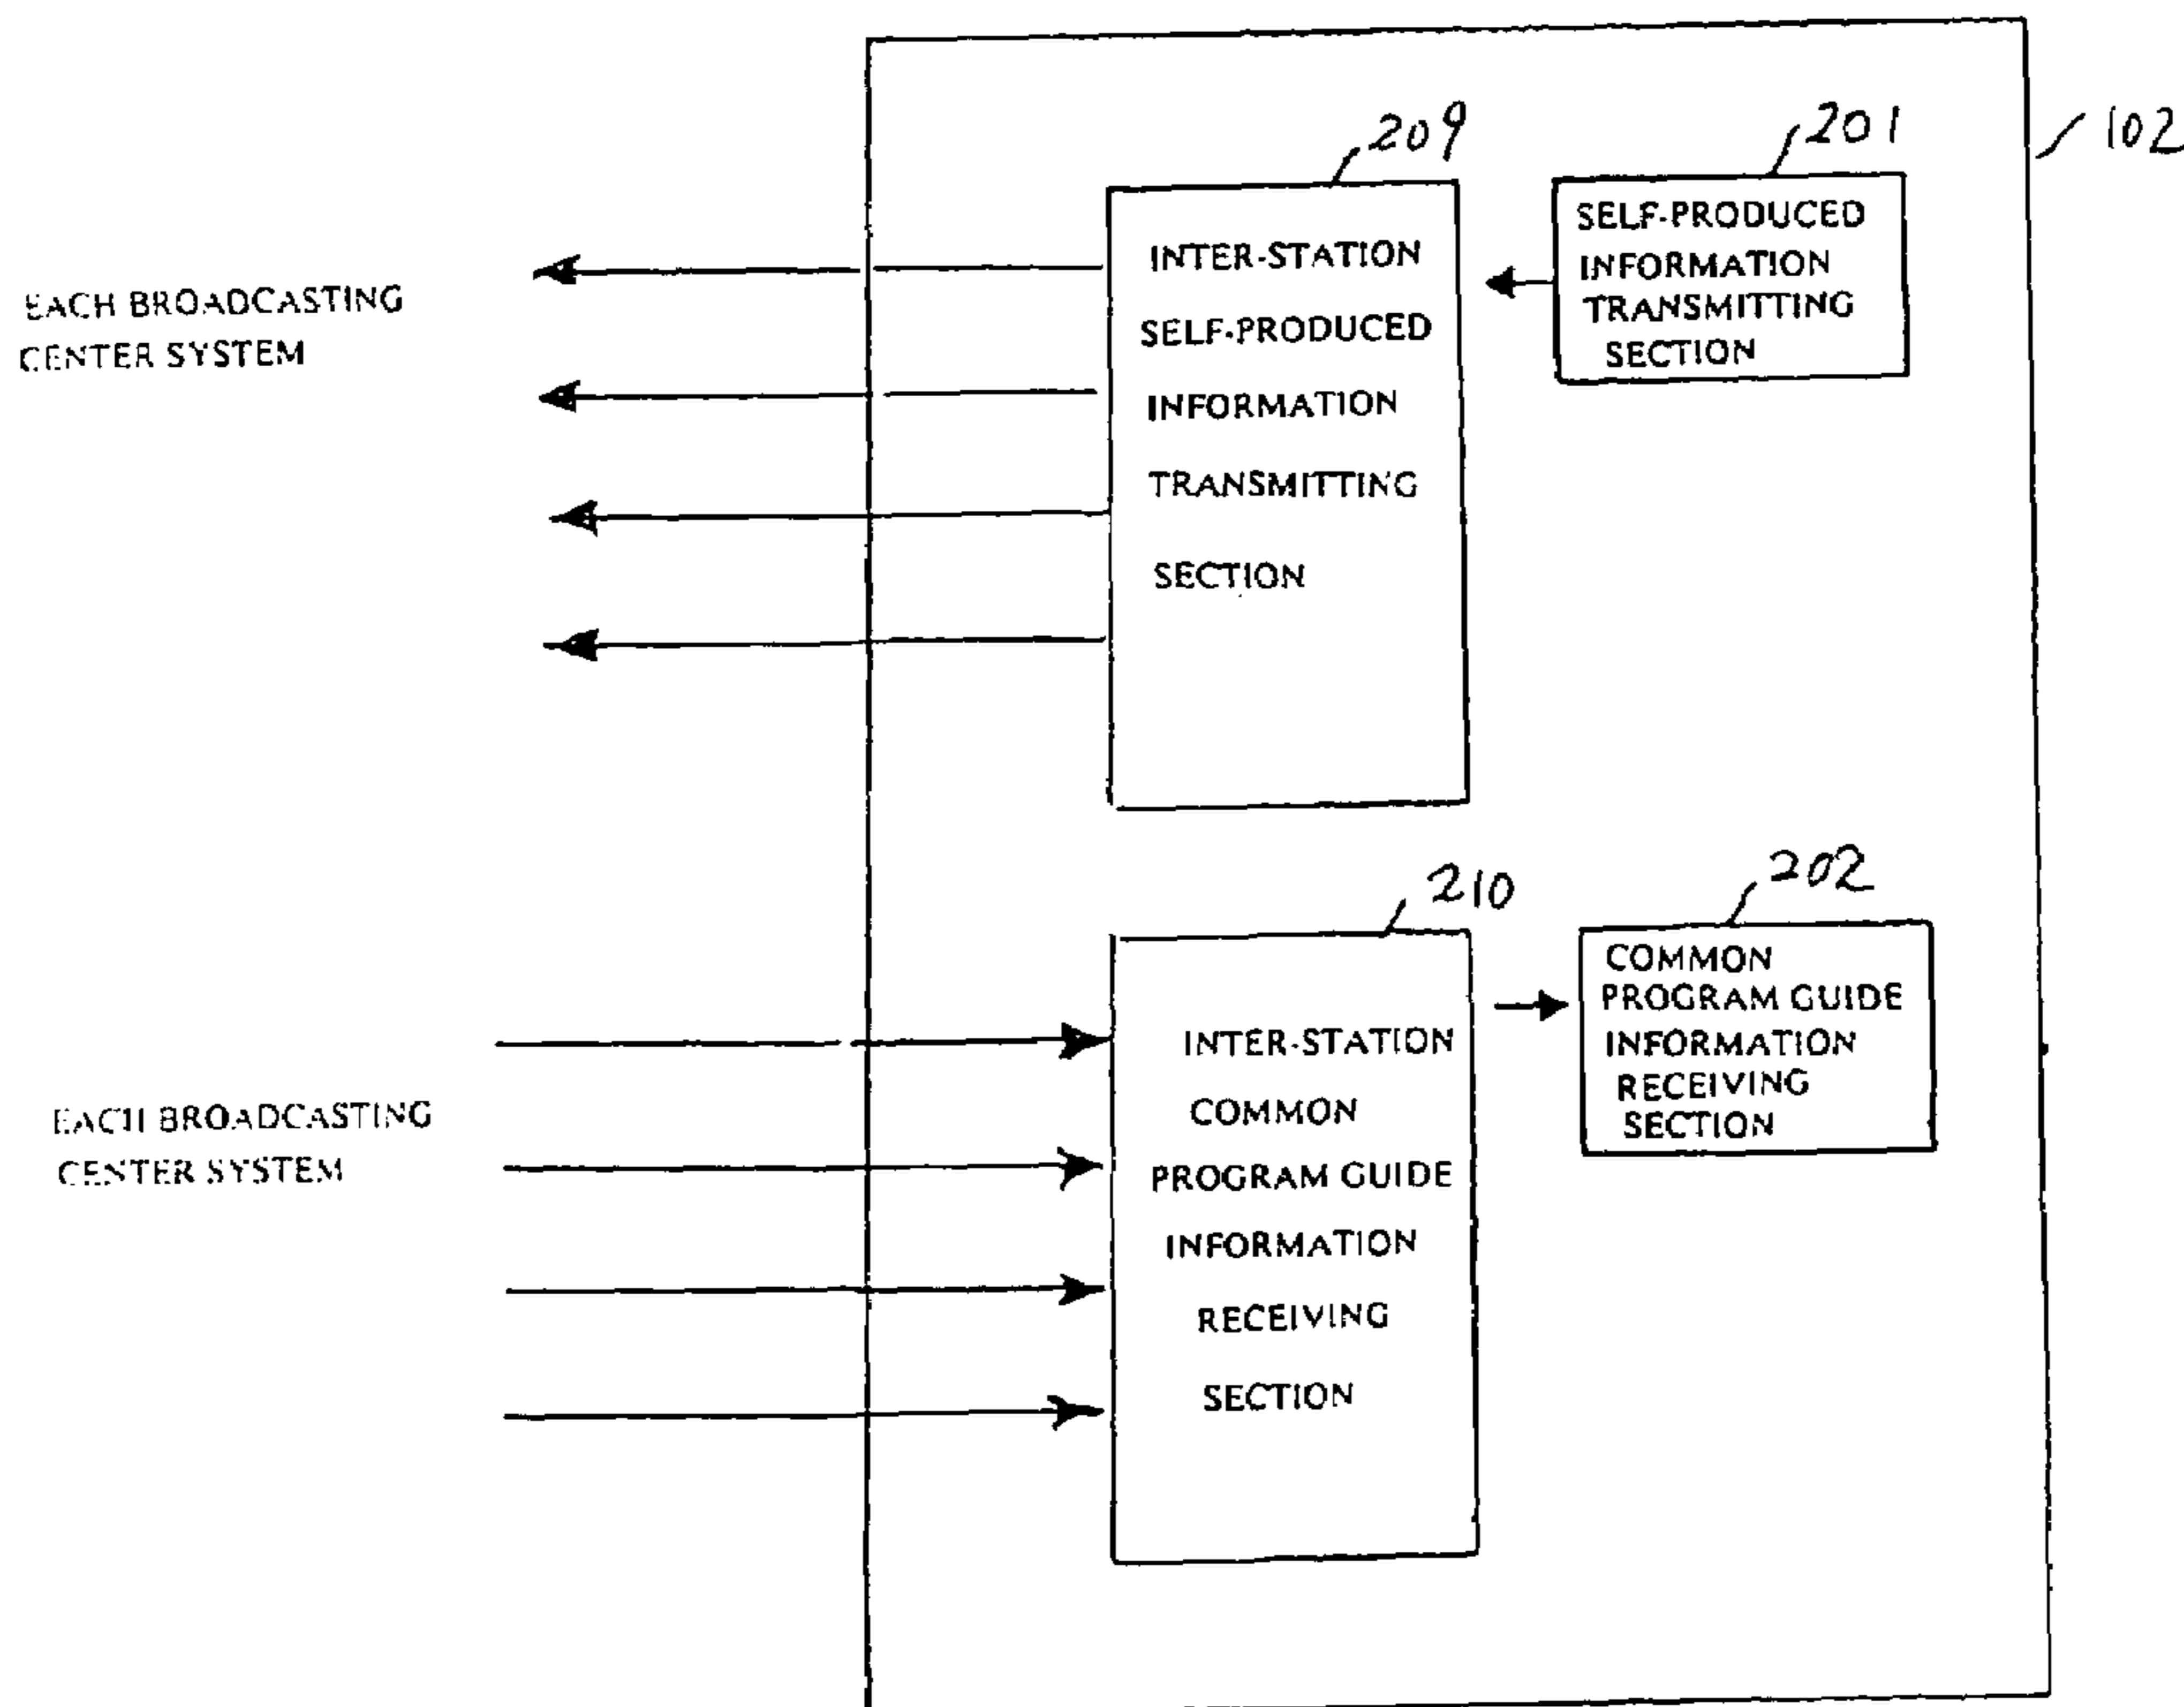 102
209
201
EACH BROADCASTING
CENTER SYSTEM
INTER-STATION
SELF-PRODUCED
INFORMATION
TRANSMITTING
SECTION
SELF-PRODUCED
INFORMATION
TRANSMITTING
SECTION
210
202
EACH BROADCASTING
CENTER SYSTEM
INTER-STATION
COMMON
PROGRAM GUIDE
INFORMATION
RECEIVING
SECTION
COMMON
PROGRAM GUIDE
INFORMATION
RECEIVING
SECTION